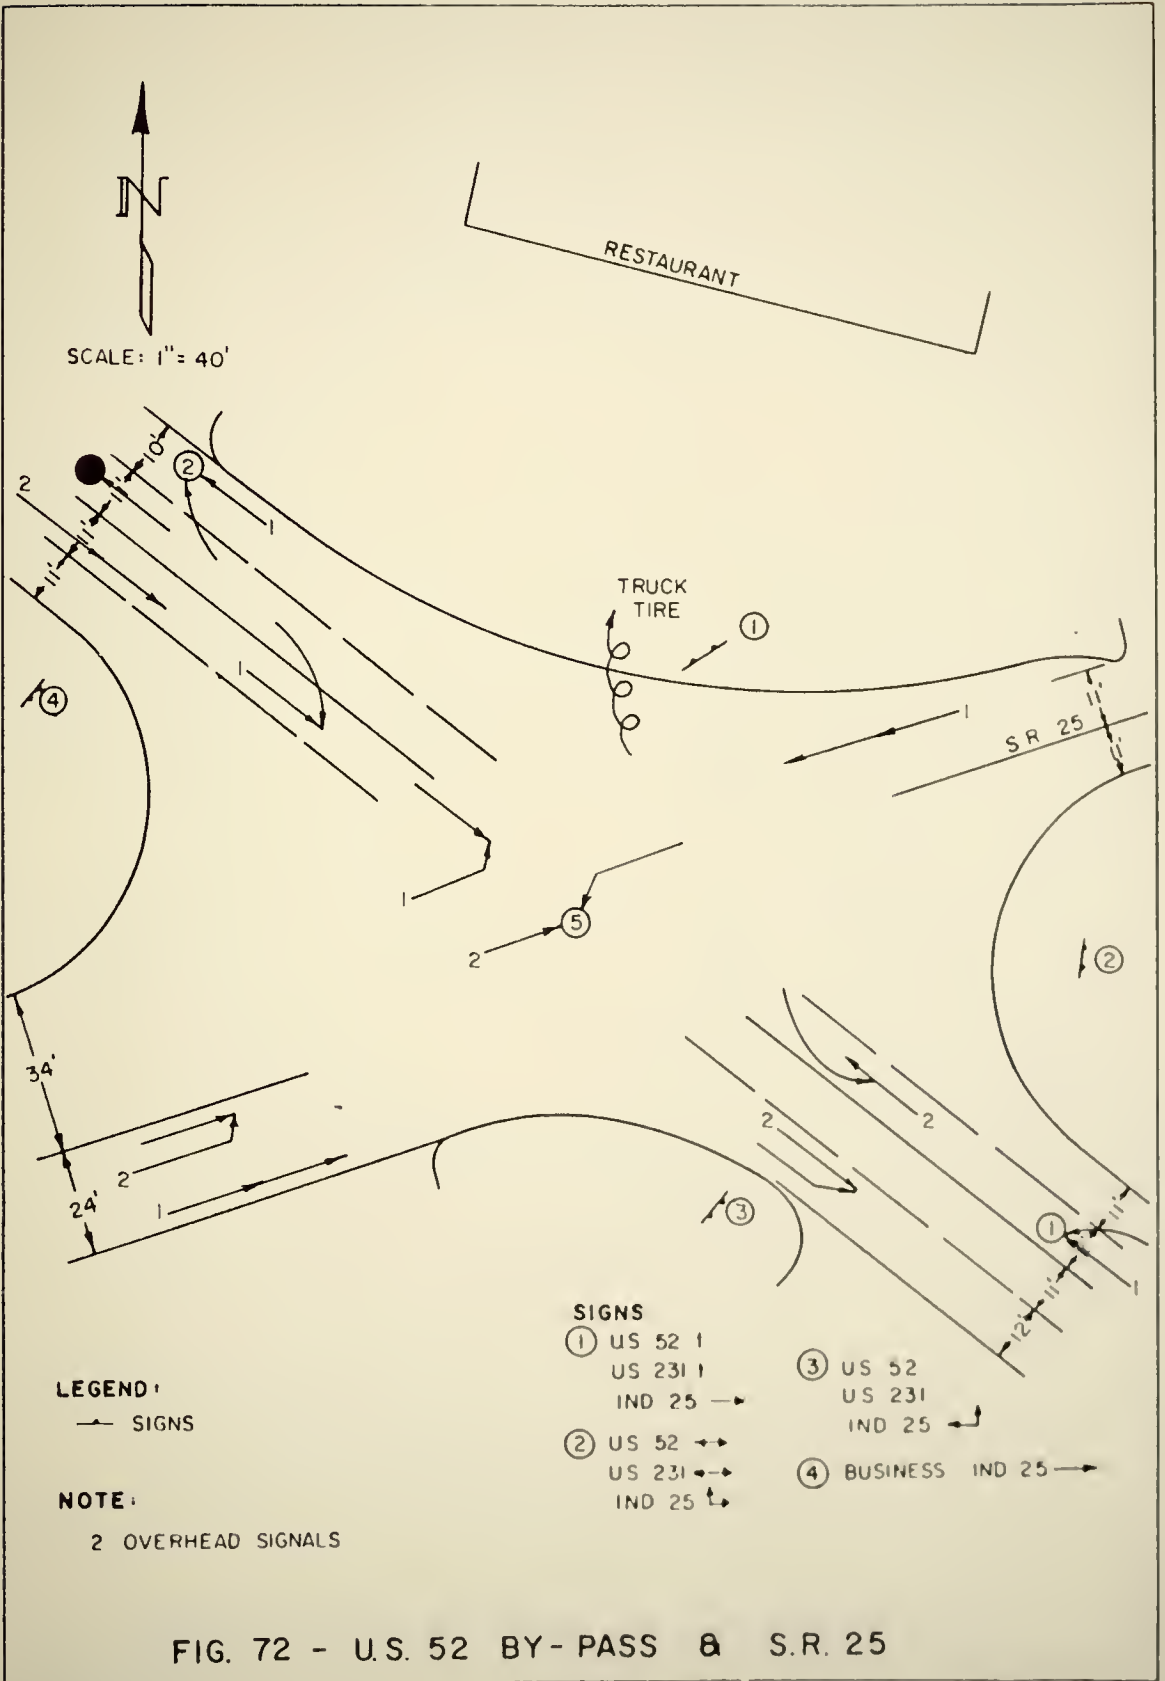 N
SCALE: 1"= 40'
RESTAURANT
10'
11'
11'
11'
2
2
1
TRUCK
TIRE
1
4
1
1
S R 25
11'
11'
1
5
2
2
34'
24'
2
1
2
2
3
1
1
11'
11'
12'
SIGNS
1 US 52
US 231
IND 25
2 US 52
US 231
IND 25
3 US 52
US 231
IND 25
4 BUSINESS IND 25
LEGEND:
SIGNS
NOTE:
2 OVERHEAD SIGNALS
FIG. 72 - U.S. 52 BY-PASS & S.R. 25